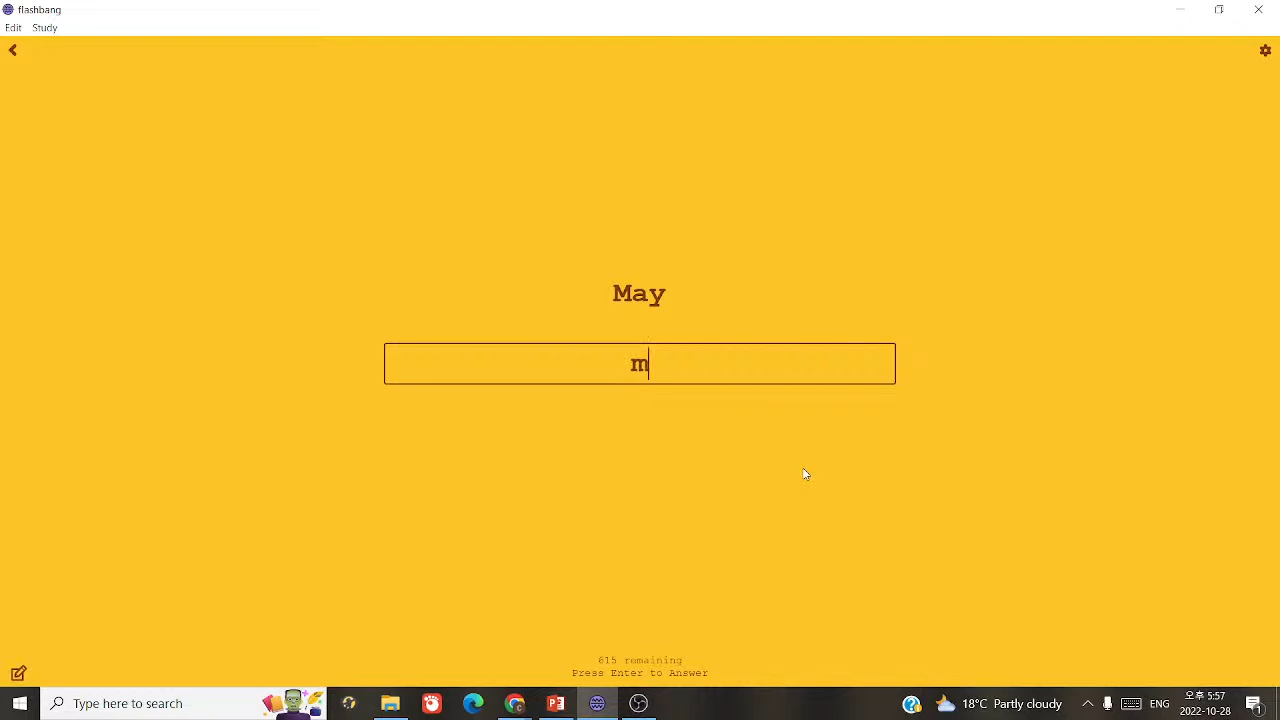 flashbang
Edit Study
May
m
615 remaining
Press Enter to Answer
Type here to search
18°C Partly cloudy
ENG
오후 5:57
2022-10-28
1